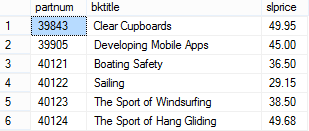 partnum bktitle slprice
1 39843 Clear Cupboards 49.95
2 39905 Developing Mobile Apps 45.00
3 40121 Boating Safety 36.50
4 40122 Sailing 29.15
5 40123 The Sport of Windsurfing 38.50
6 40124 The Sport of Hang Gliding 49.68